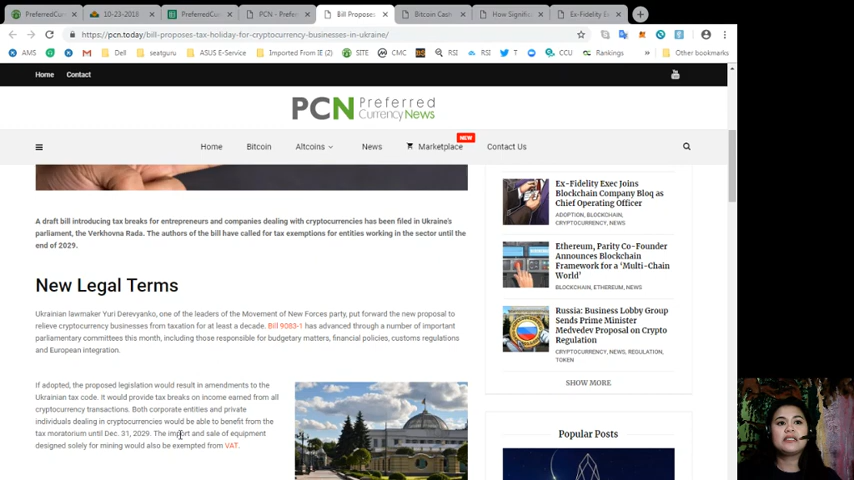 PreferredCu
10-23-2018
PreferredCur
PCN - Prefer
Bill Proposes
Bitcoin Cas
How Signific
Ex-Fidelity E
https://pcn.today/bill-proposes-tax-holiday-for-cryptocurrency-businesses-in-ukraine/
AMS
Dell
seatguru
ASUS E-Service
Imported From IE (2)
SITE
CMC
RSI
RSI
T
ZOOM
CCU
Ranking
»
Other bookmarks
Home
Contact
PCN Preferred
Currency News
NEW
Home
Bitcoin
Altcoins
News
Marketplace
Contact Us
A draft bill introducing tax breaks for entrepreneurs and companies dealing with cryptocurrencies has been filed in Ukraine's
parliament, the Verkhovna Rada. The authors of the bill have called for tax exemptions for entities working in the sector until the
end of 2029.
New Legal Terms
Ukrainian lawmaker Yuri Derevyanko, one of the leaders of the Movement of New Forces party, put forward the new proposal to
relieve cryptocurrency businesses from taxation for at least a decade. Bill 9083-1 has advanced through a number of important
parliamentary committees this month, including those responsible for budgetary matters, financial policies, customs regulations
and European integration.
If adopted, the proposed legislation would result in amendments to the
Ukrainian tax code. It would provide tax breaks on income earned from all
cryptocurrency transactions. Both corporate entities and private
individuals dealing in cryptocurrencies would be able to benefit from the
tax moratorium until Dec. 31, 2029. The import and sale of equipment
designed solely for mining would also be exempted from VAT.
Ex-Fidelity Exec Joins
Blockchain Company Bloq as
Chief Operating Officer
ADOPTION, BLOCKCHAIN,
CRYPTOCURRENCY, NEWS
Ethereum, Parity Co-Founder
Announces Blockchain
Framework for a 'Multi-Chain
World'
BLOCKCHAIN, ETHEREUM, NEWS
Russia: Business Lobby Group
Sends Prime Minister
Medvedev Proposal on Crypto
Regulation
CRYPTOCURRENCY, NEWS, REGULATION,
TOKEN
SHOW MORE
Popular Posts